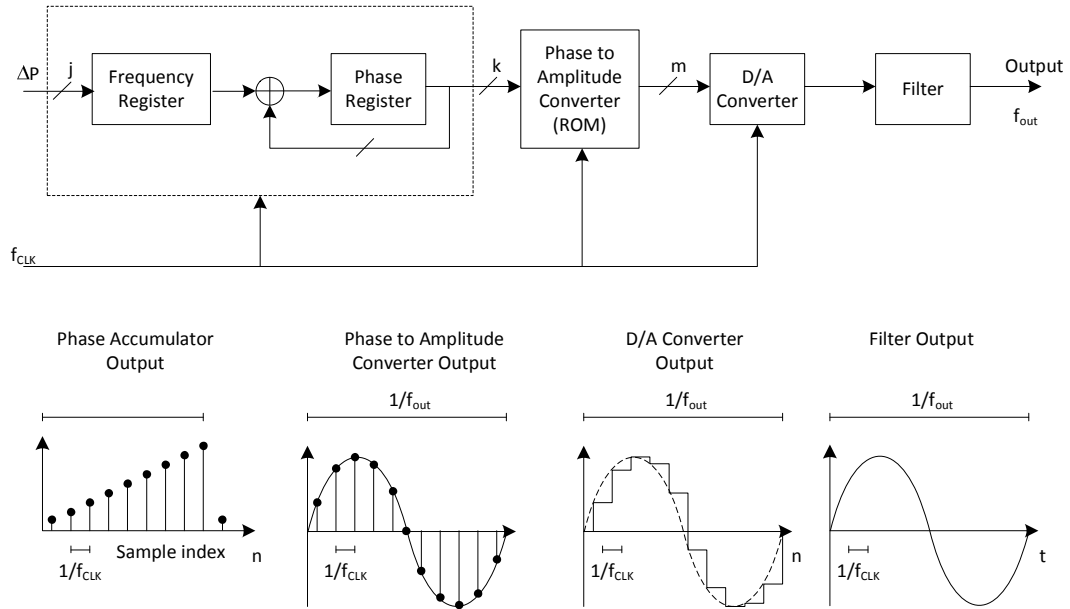 ΔP
j
Frequency
Register
Phase
Register
k
Phase to
Amplitude
Converter
(ROM)
m
D/A
Converter
Filter
Output
fout
fCLK
Phase Accumulator
Output
Phase to Amplitude
Converter Output
D/A Converter
Output
Filter Output
1/fout
1/fout
1/fout
Sample index
n
1/fCLK
1/fCLK
n
1/fCLK
t
1/fCLK